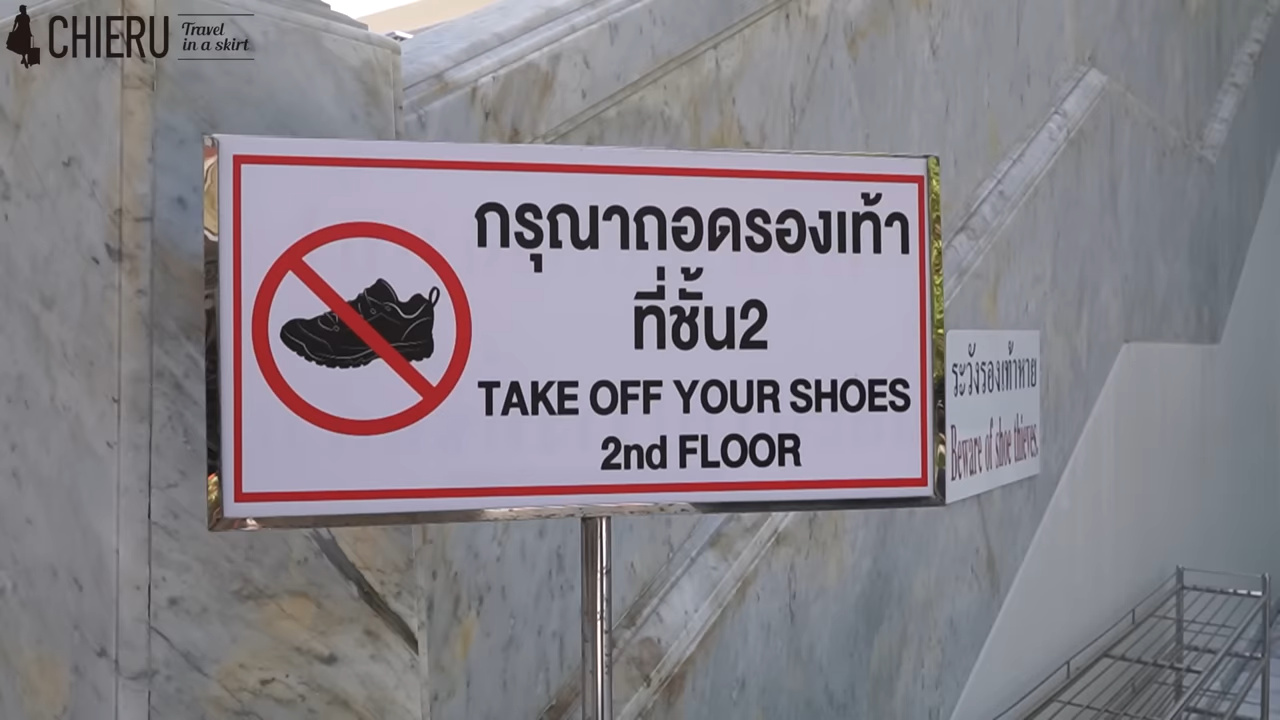 CHIERU
Travel
in a skirt
กรุณาถอดรองเท้า
ที่ชั้น2
TAKE OFF YOUR SHOES
2nd FLOOR
ระวังรองเท้าหาย
Beware of shoe thieves.